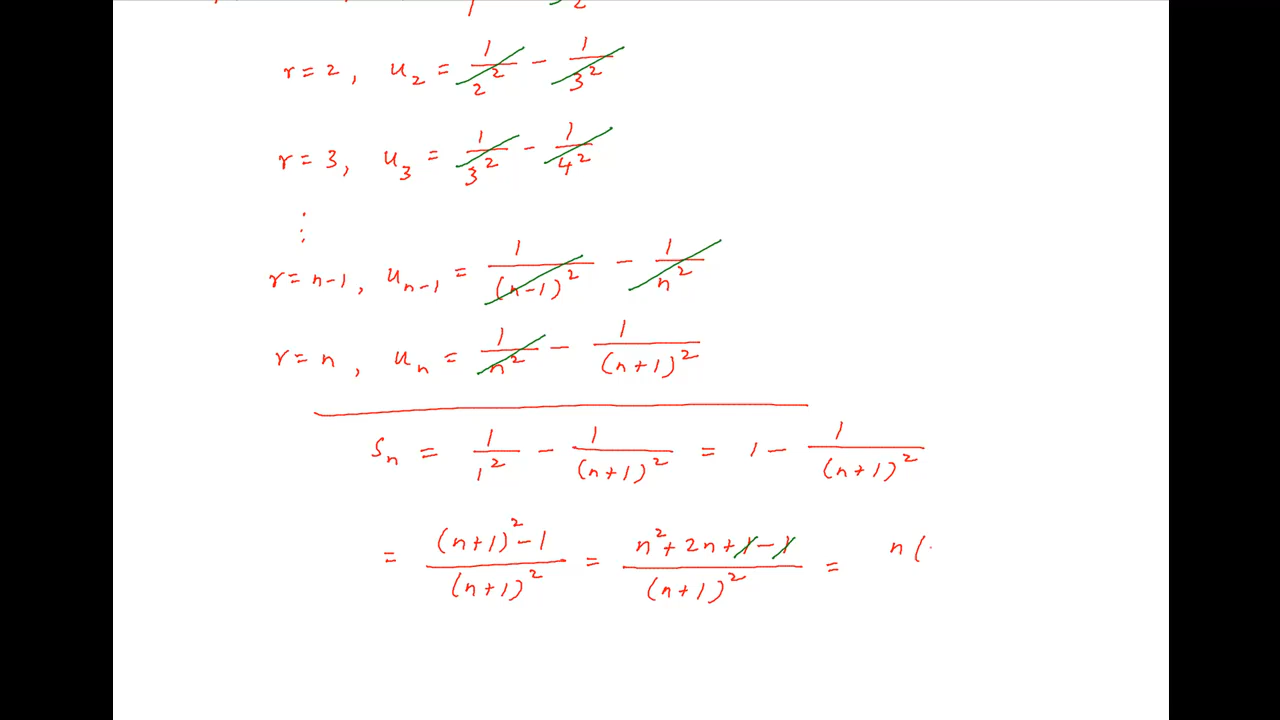 r = 2, u₂ = 1/2² − 1/3²
r = 3, u₃ = 1/3² − 1/4²
⋮
r = n−1, uₙ₋₁ = 1/(n−1)² − 1/n²
r = n, uₙ = 1/n² − 1/(n+1)²
Sₙ = 1/1² − 1/(n+1)² = 1 − 1/(n+1)²
= ((n+1)² − 1)/(n+1)² = (n² + 2n + 1 − 1)/(n+1)² = n (